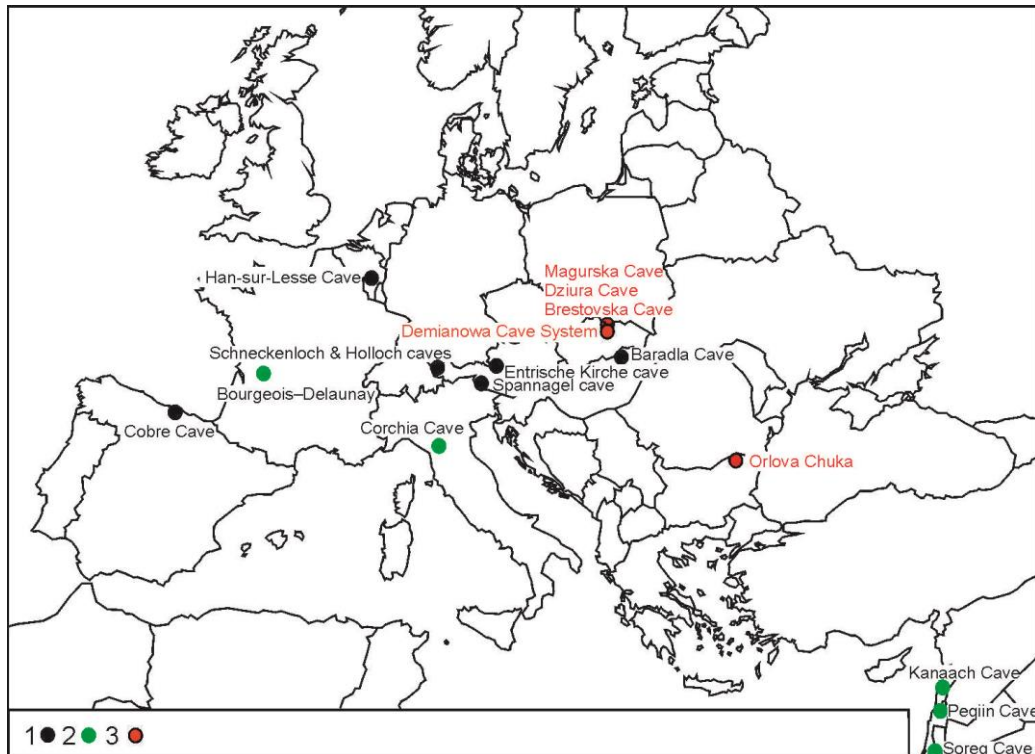 Magurska Cave
Dziura Cave
Han-sur-Lesse Cave
Brestovska Cave
Demianowa Cave System
Schneckenloch & Holloch caves
Baradla Cave
Entrische Kirche cave
Spannagel cave
Bourgeois–Delaunay
Cobre Cave
Corchia Cave
Orlova Chuka
Kanaach Cave
Peqiin Cave
1 2 3
Soreq Cave